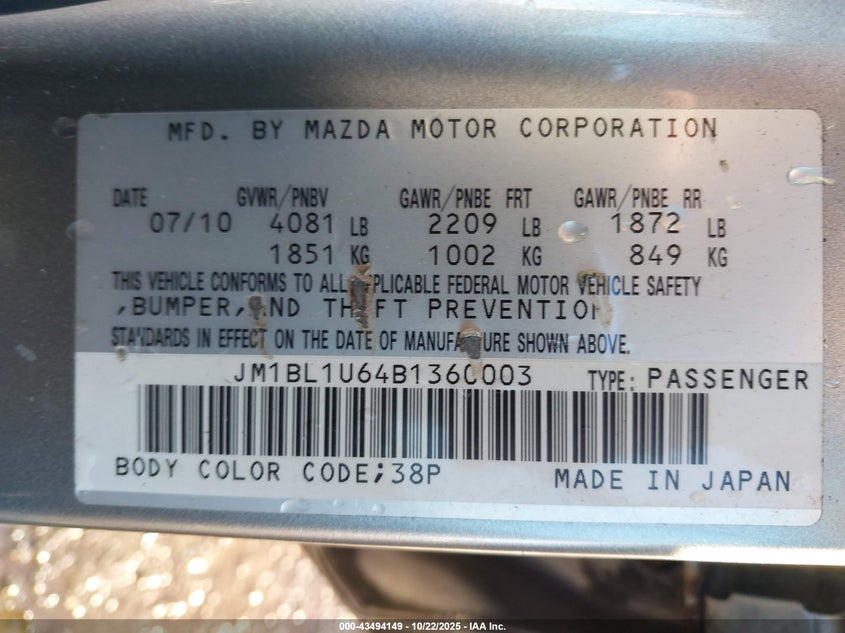 MFD. BY MAZDA MOTOR CORPORATION
DATE GVWR/PNBV GAWR/PNBE FRT GAWR/PNBE RR
07/10 4081 LB 2209 LB 1872 LB
1851 KG 1002 KG 849 KG
THIS VEHICLE CONFORMS TO ALL APPLICABLE FEDERAL MOTOR VEHICLE SAFETY
,BUMPER,AND THEFT PREVENTION
STANDARDS IN EFFECT ON THE DATE OF MANUFACTURE SHOWN ABOVE.
JM1BL1U64B1360003 TYPE: PASSENGER
BODY COLOR CODE;38P MADE IN JAPAN
000-43494149 - 10/22/2025 - IAA Inc.